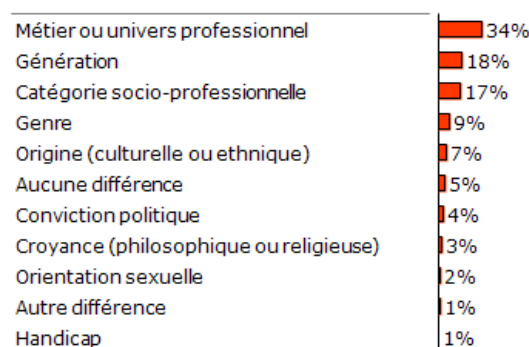 Métier ou univers professionnel 34%
Génération 18%
Catégorie socio-professionnelle 17%
Genre 9%
Origine (culturelle ou ethnique) 7%
Aucune différence 5%
Conviction politique 4%
Croyance (philosophique ou religieuse) 3%
Orientation sexuelle 2%
Autre différence 1%
Handicap 1%